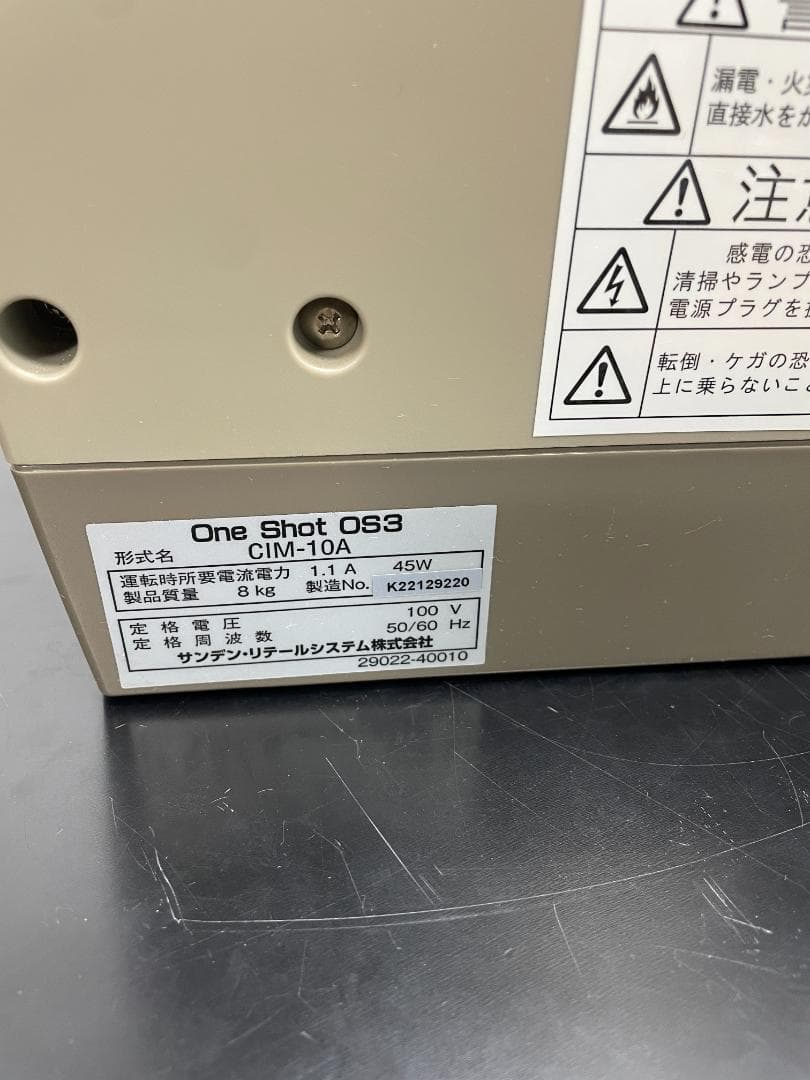 漏電・火
直接水をか
注意
感電の恐
清掃やランプ
電源プラグを
転倒・ケガの恐
上に乗らないこ
One Shot OS3
形式名 CIM-10A
運転時所要電流電力 1.1 A 45W
製品質量 8 kg 製造No. K22129220
定格電圧 100 V
定格周波数 50/60 Hz
サンデン・リテールシステム株式会社
29022-40010